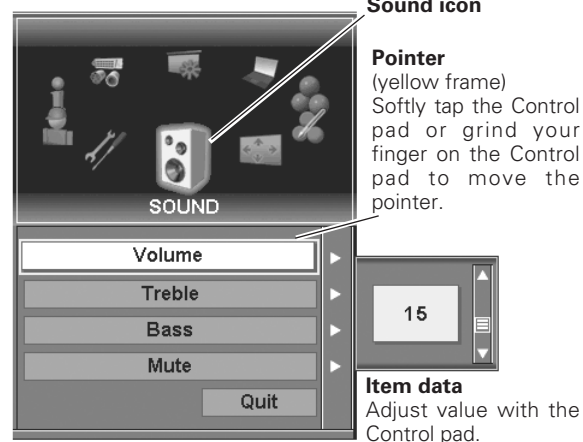 Sound icon
Pointer
(yellow frame)
Softly tap the Control
pad or grind your
finger on the Control
pad to move the
pointer.
SOUND
Volume
Treble
Bass
Mute
Quit
15
Item data
Adjust value with the
Control pad.